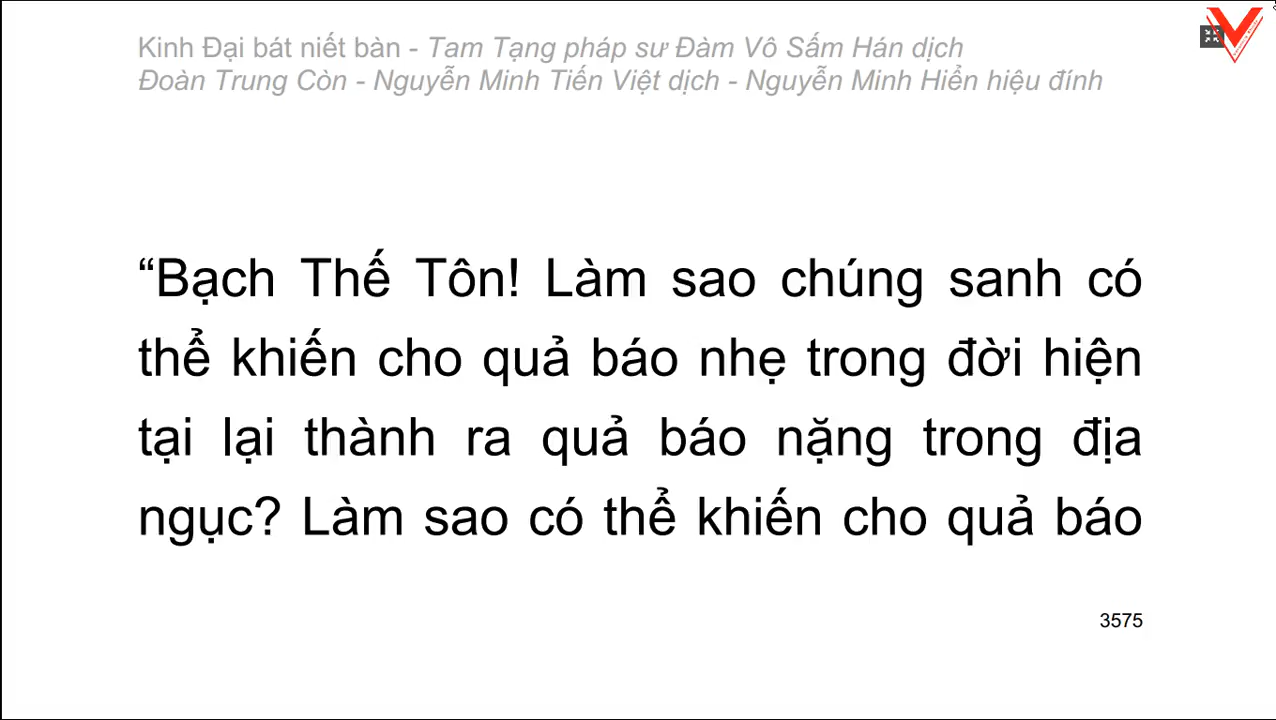 Kinh Đại bát niết bàn - Tam Tạng pháp sư Đàm Vô Sấm Hán dịch
Đoàn Trung Còn - Nguyễn Minh Tiến Việt dịch - Nguyễn Minh Hiển hiệu đính
“Bạch Thế Tôn! Làm sao chúng sanh có
thể khiến cho quả báo nhẹ trong đời hiện
tại lại thành ra quả báo nặng trong địa
ngục? Làm sao có thể khiến cho quả báo
3575